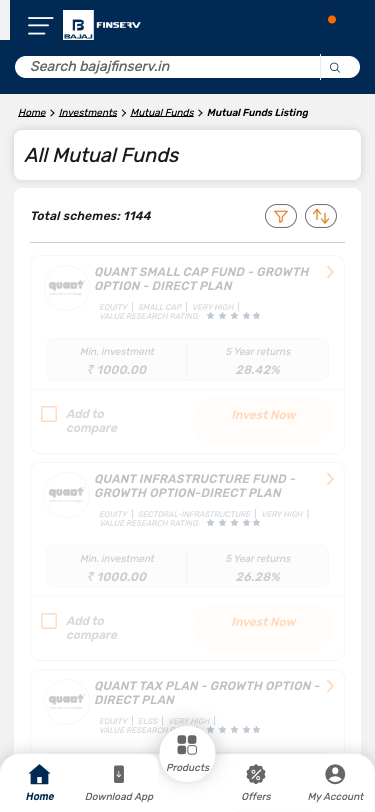 B BAJAJ FINSERV
Search bajajfinserv.in
Home > Investments > Mutual Funds > Mutual Funds Listing
All Mutual Funds
Total schemes: 1144
quant
QUANT SMALL CAP FUND - GROWTH
OPTION - DIRECT PLAN
EQUITY | SMALL CAP | VERY HIGH |
VALUE RESEARCH RATING: ★ ★ ★ ★ ★
Min. investment 5 Year returns
₹ 1000.00 28.42%
Add to
compare
Invest Now
quant
QUANT INFRASTRUCTURE FUND -
GROWTH OPTION-DIRECT PLAN
EQUITY | SECTORAL-INFRASTRUCTURE | VERY HIGH |
VALUE RESEARCH RATING: ★ ★ ★ ★ ★
Min. investment 5 Year returns
₹ 1000.00 26.28%
Add to
compare
Invest Now
quant
QUANT TAX PLAN - GROWTH OPTION -
DIRECT PLAN
EQUITY | ELSS | VERY HIGH |
VALUE RESEARCH ★ ★ ★ ★ ★
Home Download App Products Offers My Account